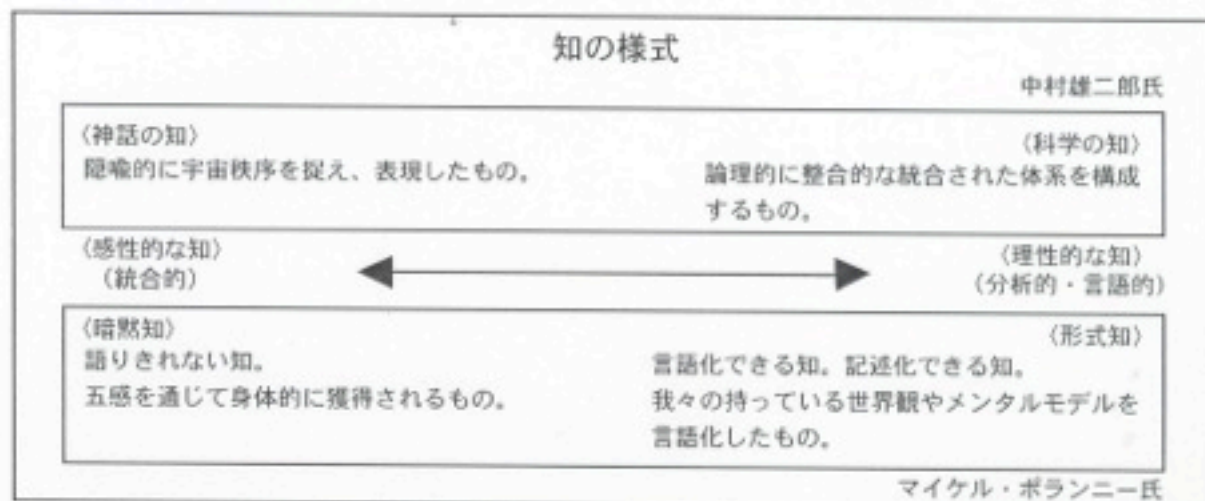 知の様式
中村雄二郎氏
〈神話の知〉
隠喩的に宇宙秩序を捉え、表現したもの。
〈科学の知〉
論理的に整合的な統合された体系を構成
するもの。
〈感性的な知〉
（統合的）
〈理性的な知〉
（分析的・言語的）
〈暗黙知〉
語りきれない知。
五感を通じて身体的に獲得されるもの。
〈形式知〉
言語化できる知。記述化できる知。
我々の持っている世界観やメンタルモデルを
言語化したもの。
マイケル・ポランニー氏